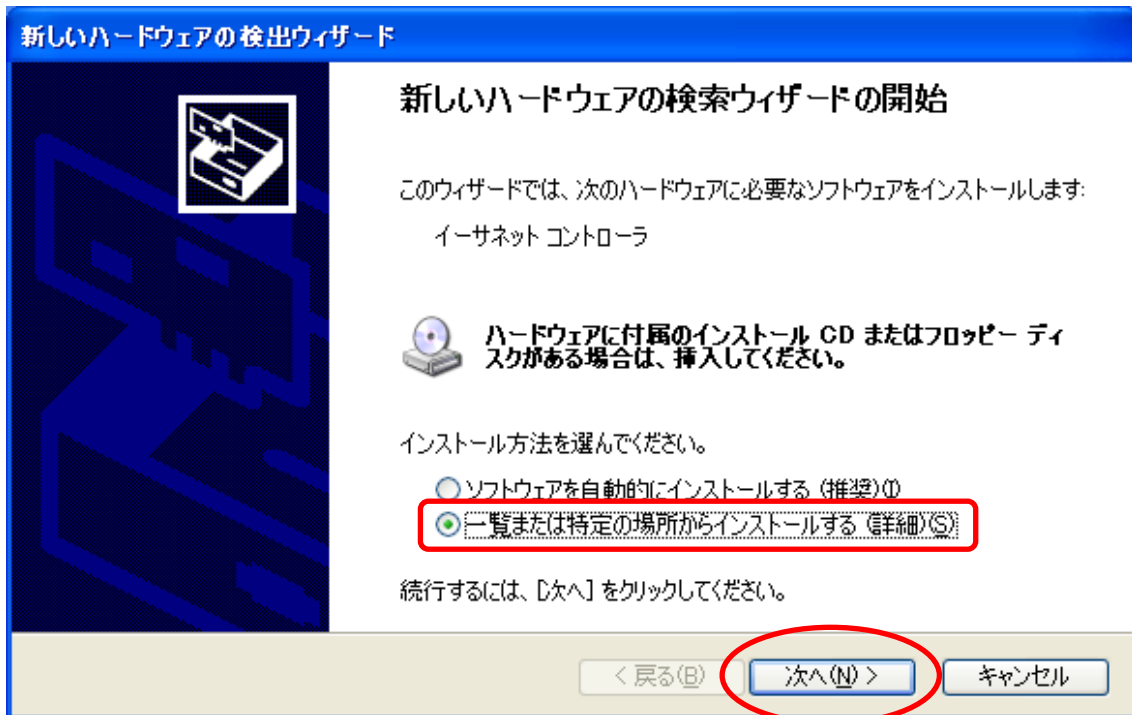 新しいハードウェアの検出ウィザード
新しいハードウェアの検索ウィザードの開始
このウィザードでは、次のハードウェアに必要なソフトウェアをインストールします:
イーサネット コントローラ
ハードウェアに付属のインストール CD またはフロッピー ディ
スクがある場合は、挿入してください。
インストール方法を選んでください。
ソフトウェアを自動的にインストールする (推奨)(I)
一覧または特定の場所からインストールする (詳細)(S)
続行するには、[次へ] をクリックしてください。
< 戻る(B) 次へ(N) > キャンセル